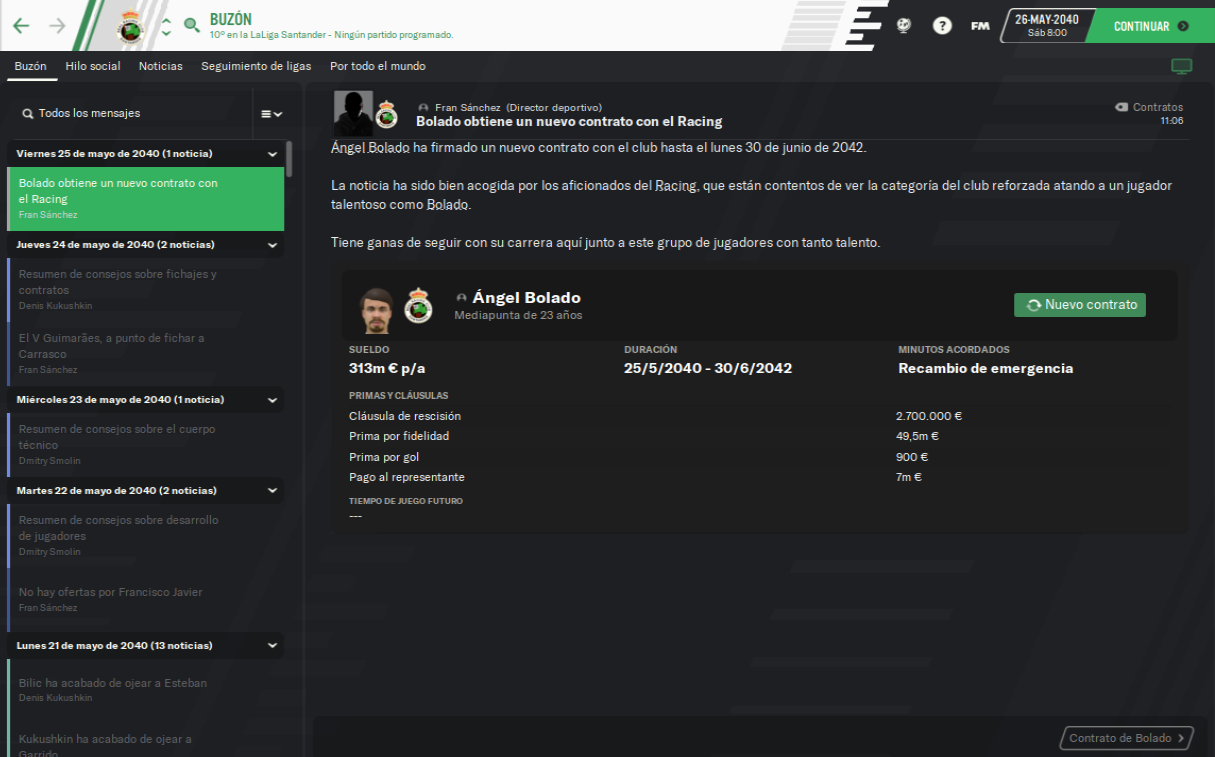 BUZÓN
10º en la LaLiga Santander - Ningún partido programado.
FM
26-MAY-2040
Sáb 8:00
CONTINUAR
Buzón
Hilo social
Noticias
Seguimiento de ligas
Por todo el mundo
Todos los mensajes
Viernes 25 de mayo de 2040 (1 noticia)
Bolado obtiene un nuevo contrato con
el Racing
Fran Sánchez
Jueves 24 de mayo de 2040 (2 noticias)
Resumen de consejos sobre fichajes y
contratos
Denis Kukushkin
El V Guimarães, a punto de fichar a
Carrasco
Fran Sánchez
Miércoles 23 de mayo de 2040 (1 noticia)
Resumen de consejos sobre el cuerpo
técnico
Dmitry Smolin
Martes 22 de mayo de 2040 (2 noticias)
Resumen de consejos sobre desarrollo
de jugadores
Dmitry Smolin
No hay ofertas por Francisco Javier
Fran Sánchez
Lunes 21 de mayo de 2040 (13 noticias)
Bilic ha acabado de ojear a Esteban
Denis Kukushkin
Kukushkin ha acabado de ojear a
Garrido
Fran Sánchez (Director deportivo)
Bolado obtiene un nuevo contrato con el Racing
Contratos
11:06
Ángel Bolado ha firmado un nuevo contrato con el club hasta el lunes 30 de junio de 2042.
La noticia ha sido bien acogida por los aficionados del Racing, que están contentos de ver la categoría del club reforzada atando a un jugador
talentoso como Bolado.
Tiene ganas de seguir con su carrera aquí junto a este grupo de jugadores con tanto talento.
Ángel Bolado
Mediapunta de 23 años
Nuevo contrato
SUELDO
313m € p/a
DURACIÓN
25/5/2040 - 30/6/2042
MINUTOS ACORDADOS
Recambio de emergencia
PRIMAS Y CLÁUSULAS
Cláusula de rescisión
2.700.000 €
Prima por fidelidad
49,5m €
Prima por gol
900 €
Pago al representante
7m €
TIEMPO DE JUEGO FUTURO
---
Contrato de Bolado